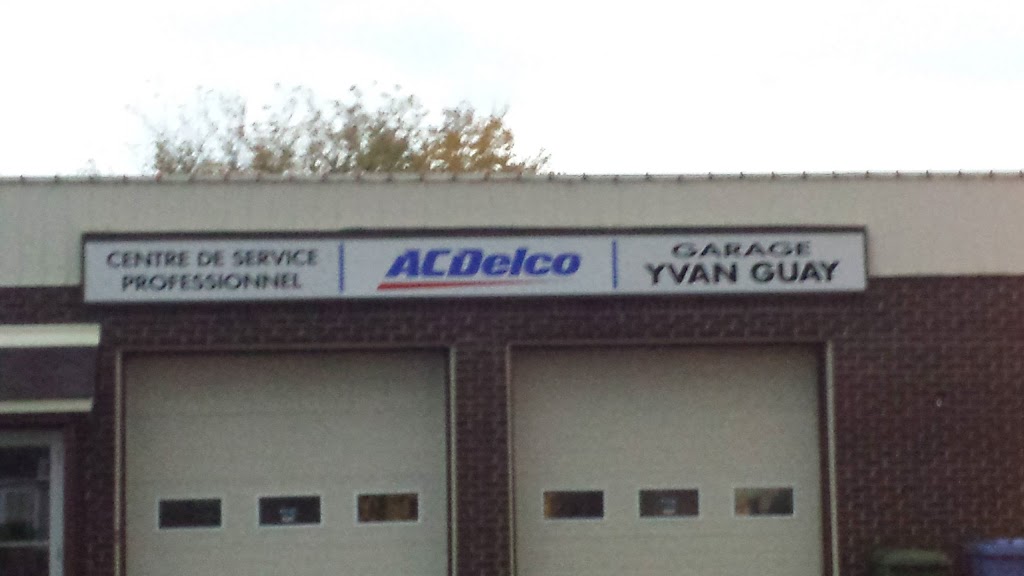 CENTRE DE SERVICE
PROFESSIONNEL
ACDelco
GARAGE
YVAN GUAY